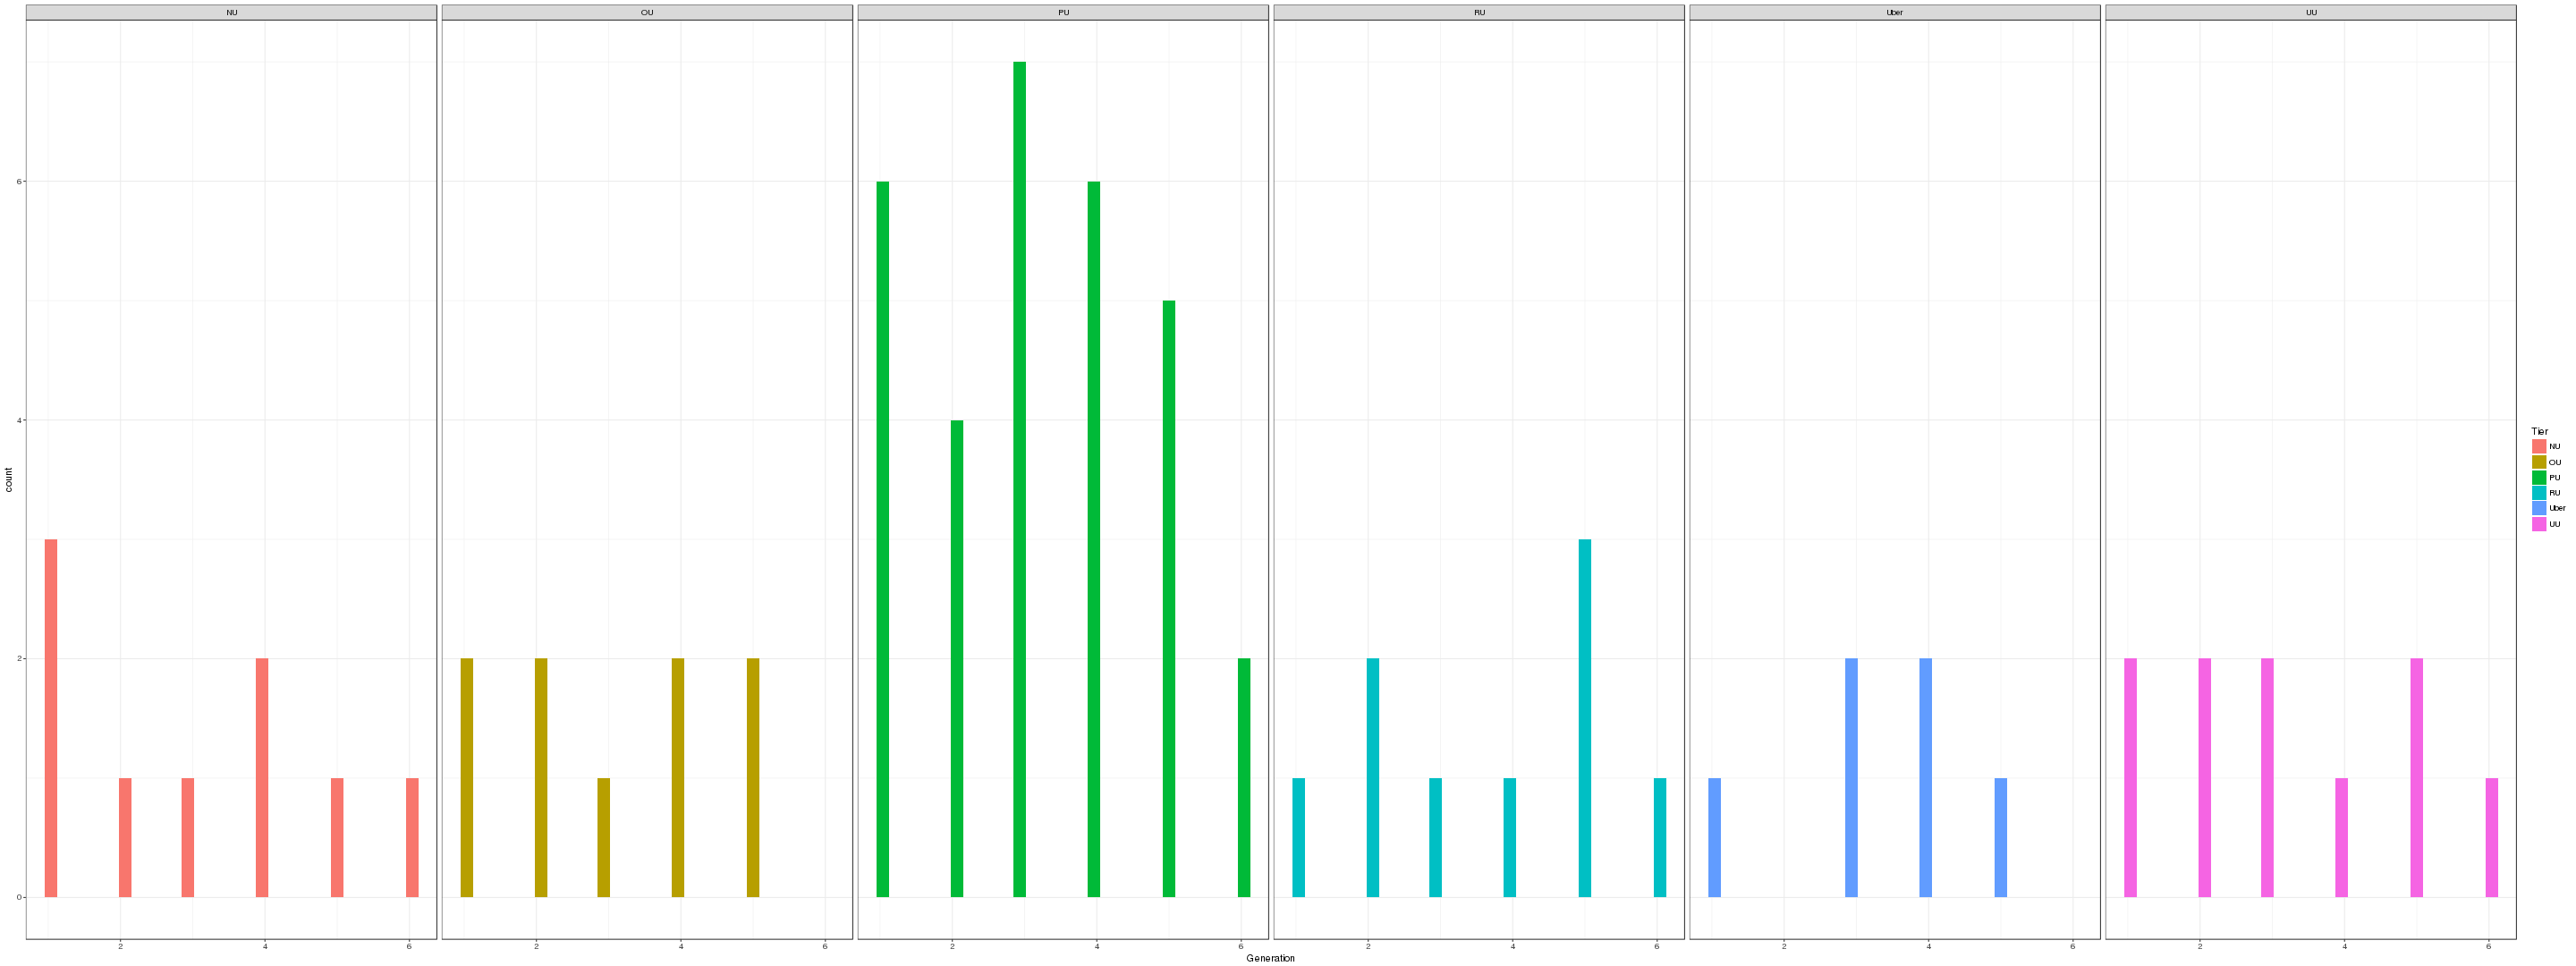 NU OU PU RU Uber UU
6
4
2
0
count
2 4 6 2 4 6 2 4 6 2 4 6 2 4 6 2 4 6
Generation
Tier
NU
OU
PU
RU
Uber
UU